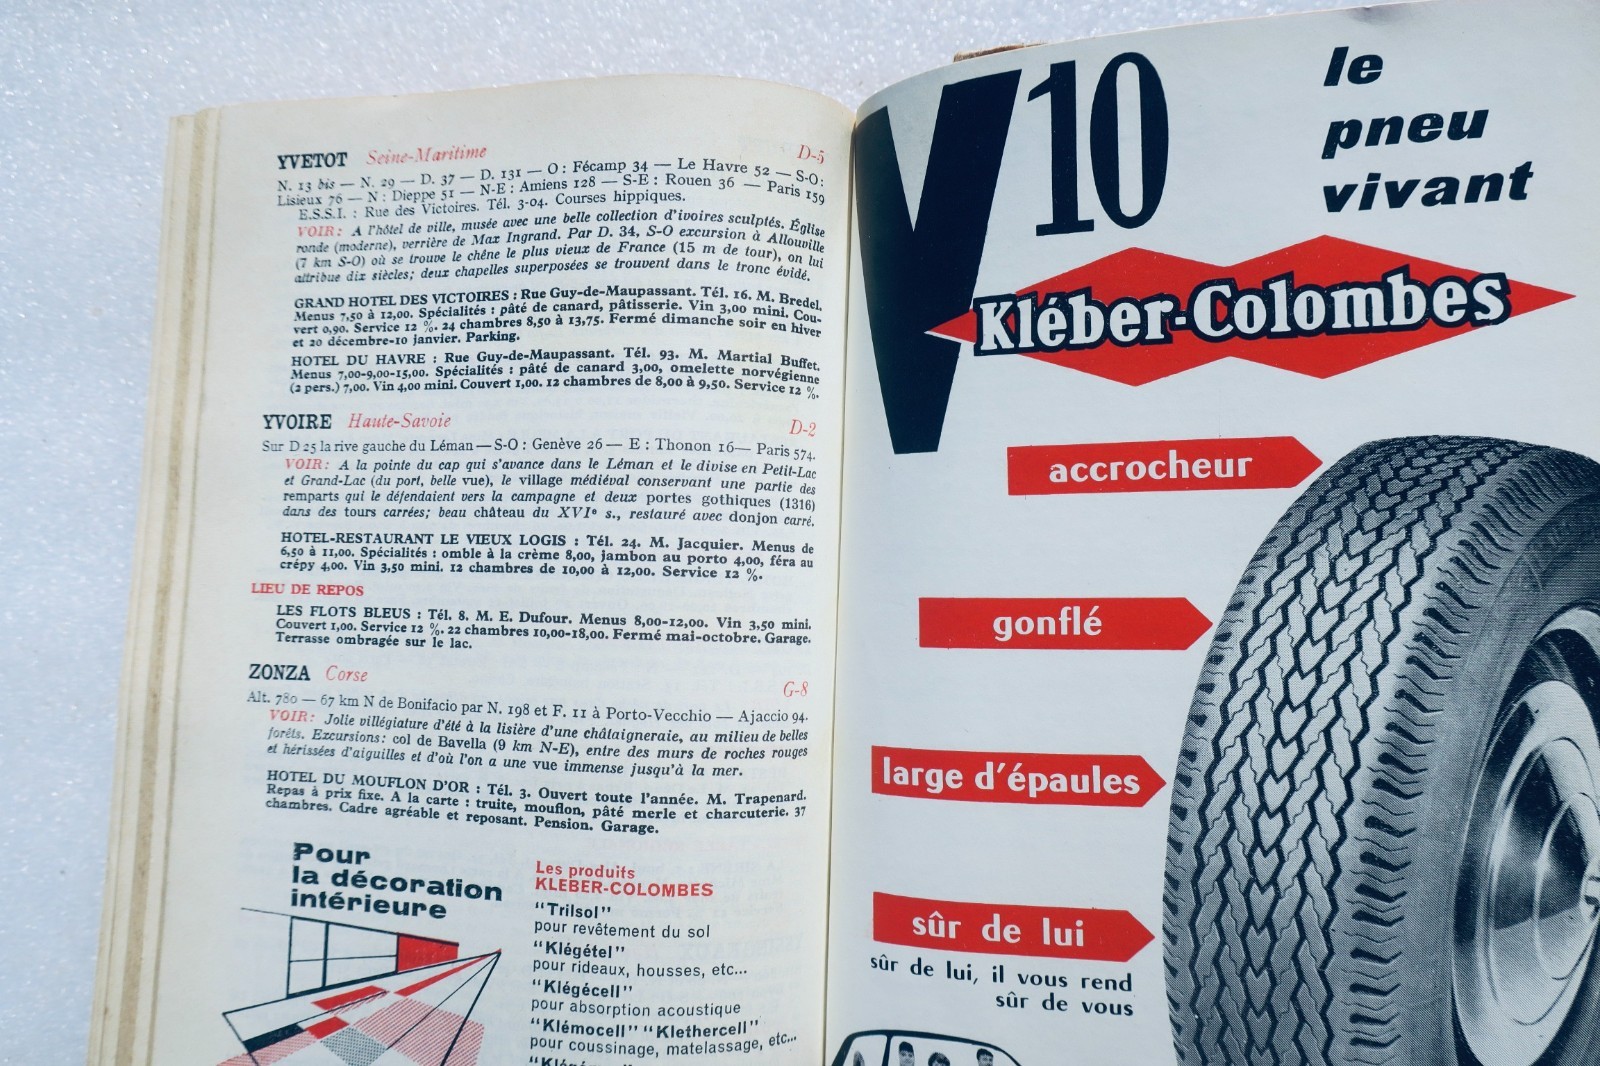 YVETOT Seine-Maritime D-5
N. 13 bis — N. 29 — D. 37 — D. 131 — O : Fécamp 34 — Le Havre 52 — S-O :
Lisieux 76 — N : Dieppe 51 — N-E : Amiens 128 — S-E : Rouen 36 — Paris 159
E.S.S.I. : Rue des Victoires. Tél. 3-04. Courses hippiques.
VOIR : A l'hôtel de ville, musée avec une belle collection d'ivoires sculptés. Église
ronde (moderne), verrière de Max Ingrand. Par D. 34, S-O excursion à Allouville
(7 km S-O) où se trouve le chêne le plus vieux de France (15 m de tour), on lui
attribue dix siècles; deux chapelles superposées se trouvent dans le tronc évidé.
GRAND HOTEL DES VICTOIRES : Rue Guy-de-Maupassant. Tél. 16. M. Bredel.
Menus 7,50 à 12,00. Spécialités : pâté de canard, pâtisserie. Vin 3,00 mini. Cou-
vert 0,90. Service 12 %. 24 chambres 8,50 à 13,75. Fermé dimanche soir en hiver
et 20 décembre-10 janvier. Parking.
HOTEL DU HAVRE : Rue Guy-de-Maupassant. Tél. 93. M. Martial Buffet.
Menus 7,00-9,00-15,00. Spécialités : pâté de canard 3,00, omelette norvégienne
(2 pers.) 7,00. Vin 4,00 mini. Couvert 1,00. 12 chambres de 8,00 à 9,50. Service 12 %.
YVOIRE Haute-Savoie D-2
Sur D 25 la rive gauche du Léman — S-O : Genève 26 — E : Thonon 16 — Paris 574.
VOIR : A la pointe du cap qui s'avance dans le Léman et le divise en Petit-Lac
et Grand-Lac (du port, belle vue), le village médiéval conservant une partie des
remparts qui le défendaient vers la campagne et deux portes gothiques (1316)
dans des tours carrées; beau château du XVIe s., restauré avec donjon carré.
HOTEL-RESTAURANT LE VIEUX LOGIS : Tél. 24. M. Jacquier. Menus de
6,50 à 11,00. Spécialités : omble à la crème 8,00, jambon au porto 4,00, féra au
crépy 4,00. Vin 3,50 mini. 12 chambres de 10,00 à 12,00. Service 12 %.
LIEU DE REPOS
LES FLOTS BLEUS : Tél. 8. M. E. Dufour. Menus 8,00-12,00. Vin 3,50 mini.
Couvert 1,00. Service 12 %. 22 chambres 10,00-18,00. Fermé mai-octobre. Garage.
Terrasse ombragée sur le lac.
ZONZA Corse G-8
Alt. 780 — 67 km N de Bonifacio par N. 198 et F. 11 à Porto-Vecchio — Ajaccio 94.
VOIR : Jolie villégiature d'été à la lisière d'une châtaigneraie, au milieu de belles
forêts. Excursions : col de Bavella (9 km N-E), entre des murs de roches rouges
et hérissées d'aiguilles et d'où l'on a une vue immense jusqu'à la mer.
HOTEL DU MOUFLON D'OR : Tél. 3. Ouvert toute l'année. M. Trapenard.
Repas à prix fixe. A la carte : truite, mouflon, pâté merle et charcuterie. 37
chambres. Cadre agréable et reposant. Pension. Garage.
Pour
la décoration
intérieure
Les produits
KLEBER-COLOMBES
"Trilsol"
pour revêtement du sol
"Klégétel"
pour rideaux, housses, etc...
"Klégécell"
pour absorption acoustique
"Klémocell" "Klethercell"
pour coussinage, matelassage, etc...
V10
le
pneu
vivant
Kléber-Colombes
accrocheur
gonflé
large d'épaules
sûr de lui
sûr de lui, il vous rend
sûr de vous